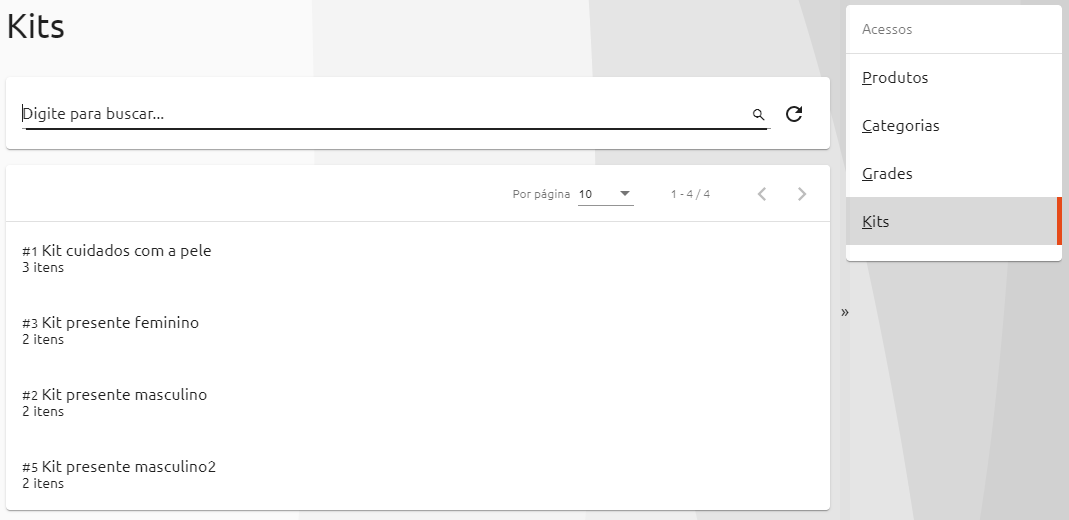 Kits
Digite para buscar...
Por página 10 1 - 4 / 4
#1 Kit cuidados com a pele
3 itens
#3 Kit presente feminino
2 itens
#2 Kit presente masculino
2 itens
#5 Kit presente masculino2
2 itens
»
Acessos
Produtos
Categorias
Grades
Kits